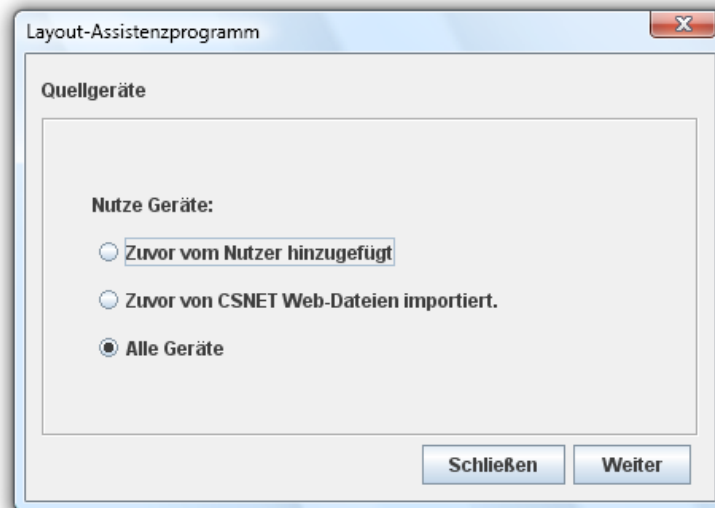 Layout-Assistenzprogramm
Quellgeräte
Nutze Geräte:
Zuvor vom Nutzer hinzugefügt
Zuvor von CSNET Web-Dateien importiert.
Alle Geräte
Schließen Weiter